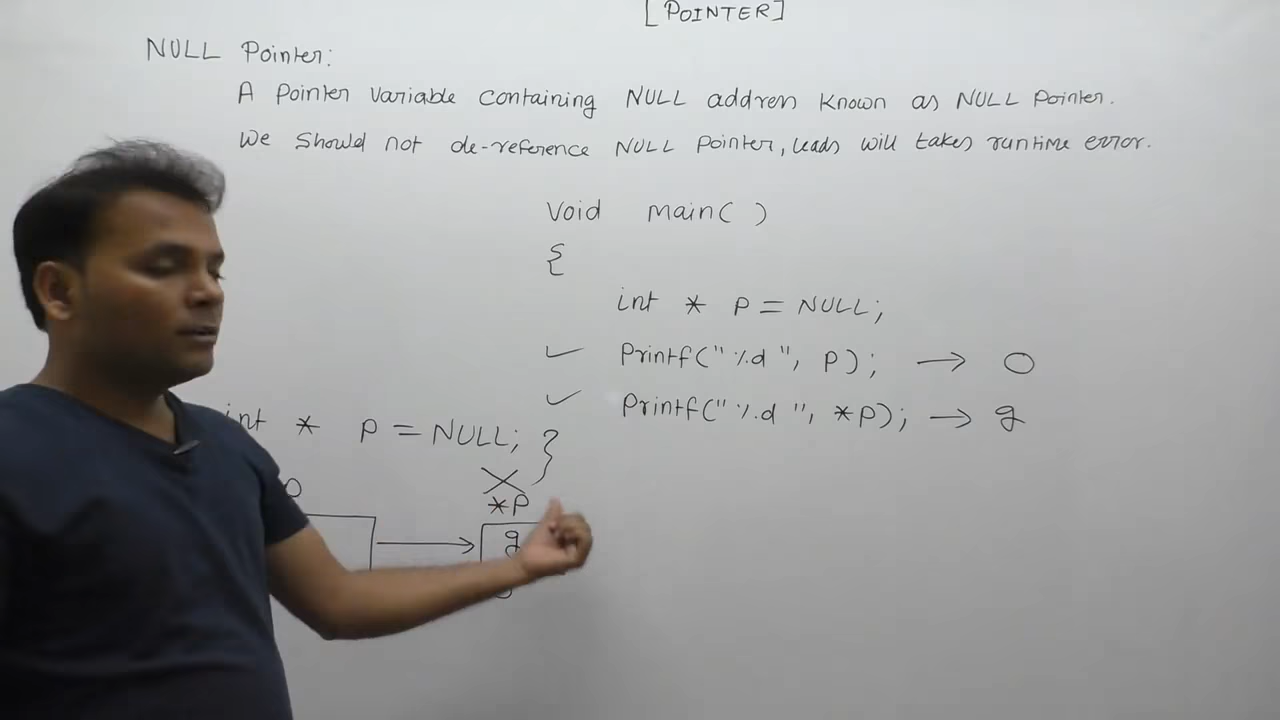 [POINTER]
NULL Pointer:
A Pointer Variable Containing NULL address Known as NULL Pointer.
We Should not de-reference NULL Pointer, leads will takes runtime error.
Void main( )
{
int * P = NULL;
✓ Printf("%d", P); → 0
✓ Printf("%d", *P); → g
}
int * P = NULL;
*P
g